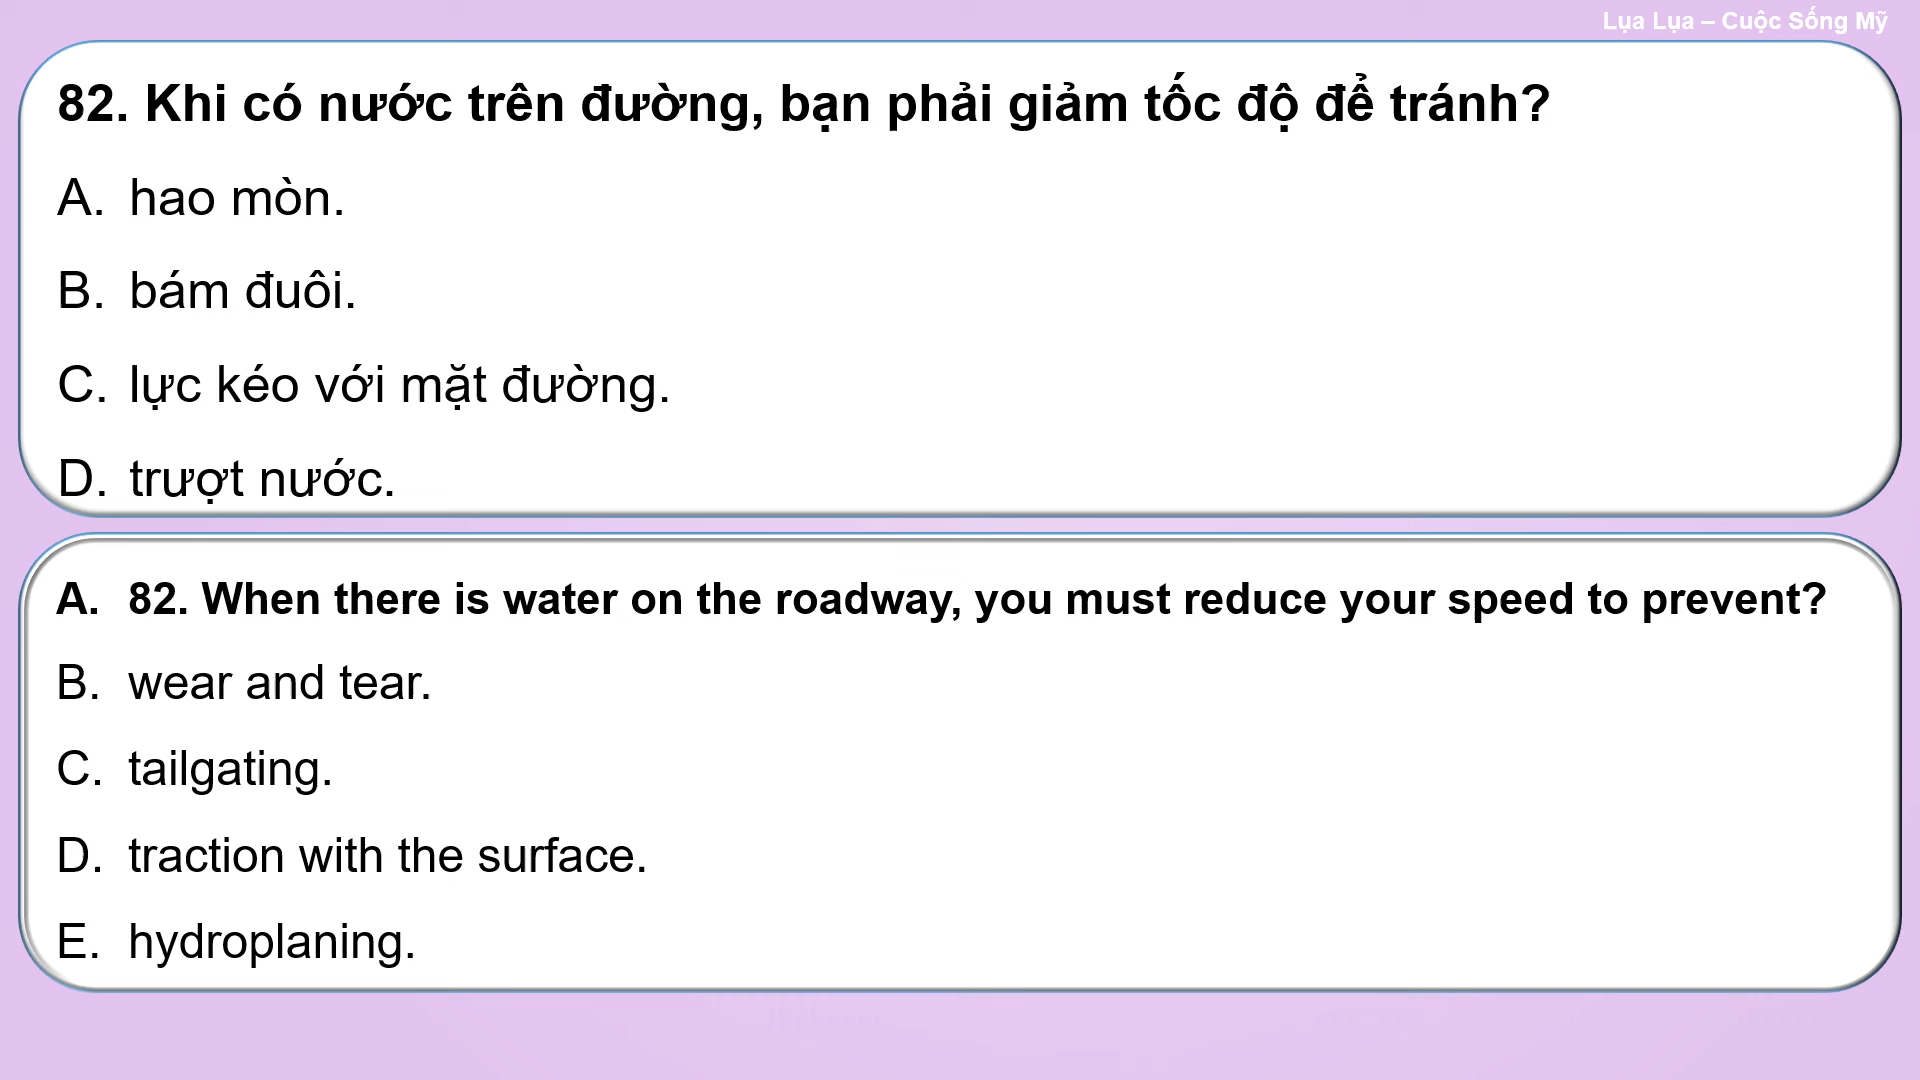 Lụa Lụa – Cuộc Sống Mỹ
82. Khi có nước trên đường, bạn phải giảm tốc độ để tránh?
A. hao mòn.
B. bám đuôi.
C. lực kéo với mặt đường.
D. trượt nước.
A. 82. When there is water on the roadway, you must reduce your speed to prevent?
B. wear and tear.
C. tailgating.
D. traction with the surface.
E. hydroplaning.